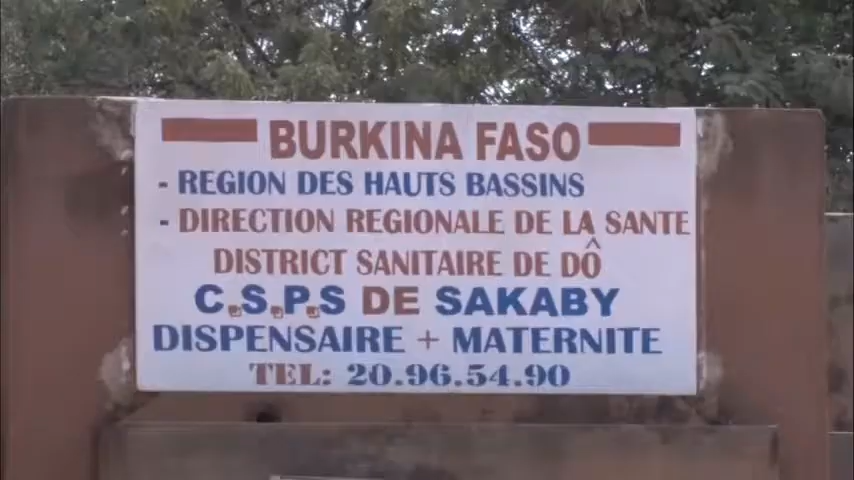 BURKINA FASO
- REGION DES HAUTS BASSINS
- DIRECTION REGIONALE DE LA SANTE
DISTRICT SANITAIRE DE DÔ
C.S.P.S DE SAKABY
DISPENSAIRE + MATERNITE
TEL: 20.96.54.90